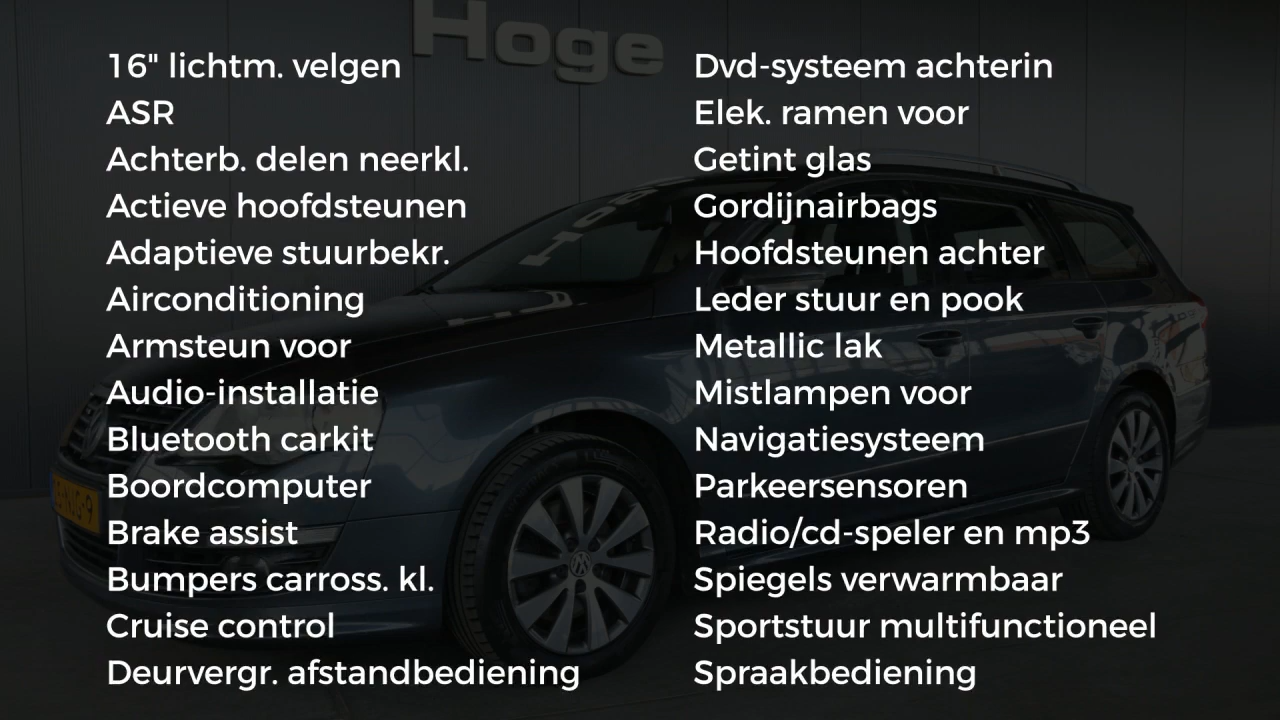 Hoge
16" lichtm. velgen
ASR
Achterb. delen neerkl.
Actieve hoofdsteunen
Adaptieve stuurbekr.
Airconditioning
Armsteun voor
Audio-installatie
Bluetooth carkit
Boordcomputer
Brake assist
Bumpers carross. kl.
Cruise control
Deurvergr. afstandbediening
Dvd-systeem achterin
Elek. ramen voor
Getint glas
Gordijnairbags
Hoofdsteunen achter
Leder stuur en pook
Metallic lak
Mistlampen voor
Navigatiesysteem
Parkeersensoren
Radio/cd-speler en mp3
Spiegels verwarmbaar
Sportstuur multifunctioneel
Spraakbediening